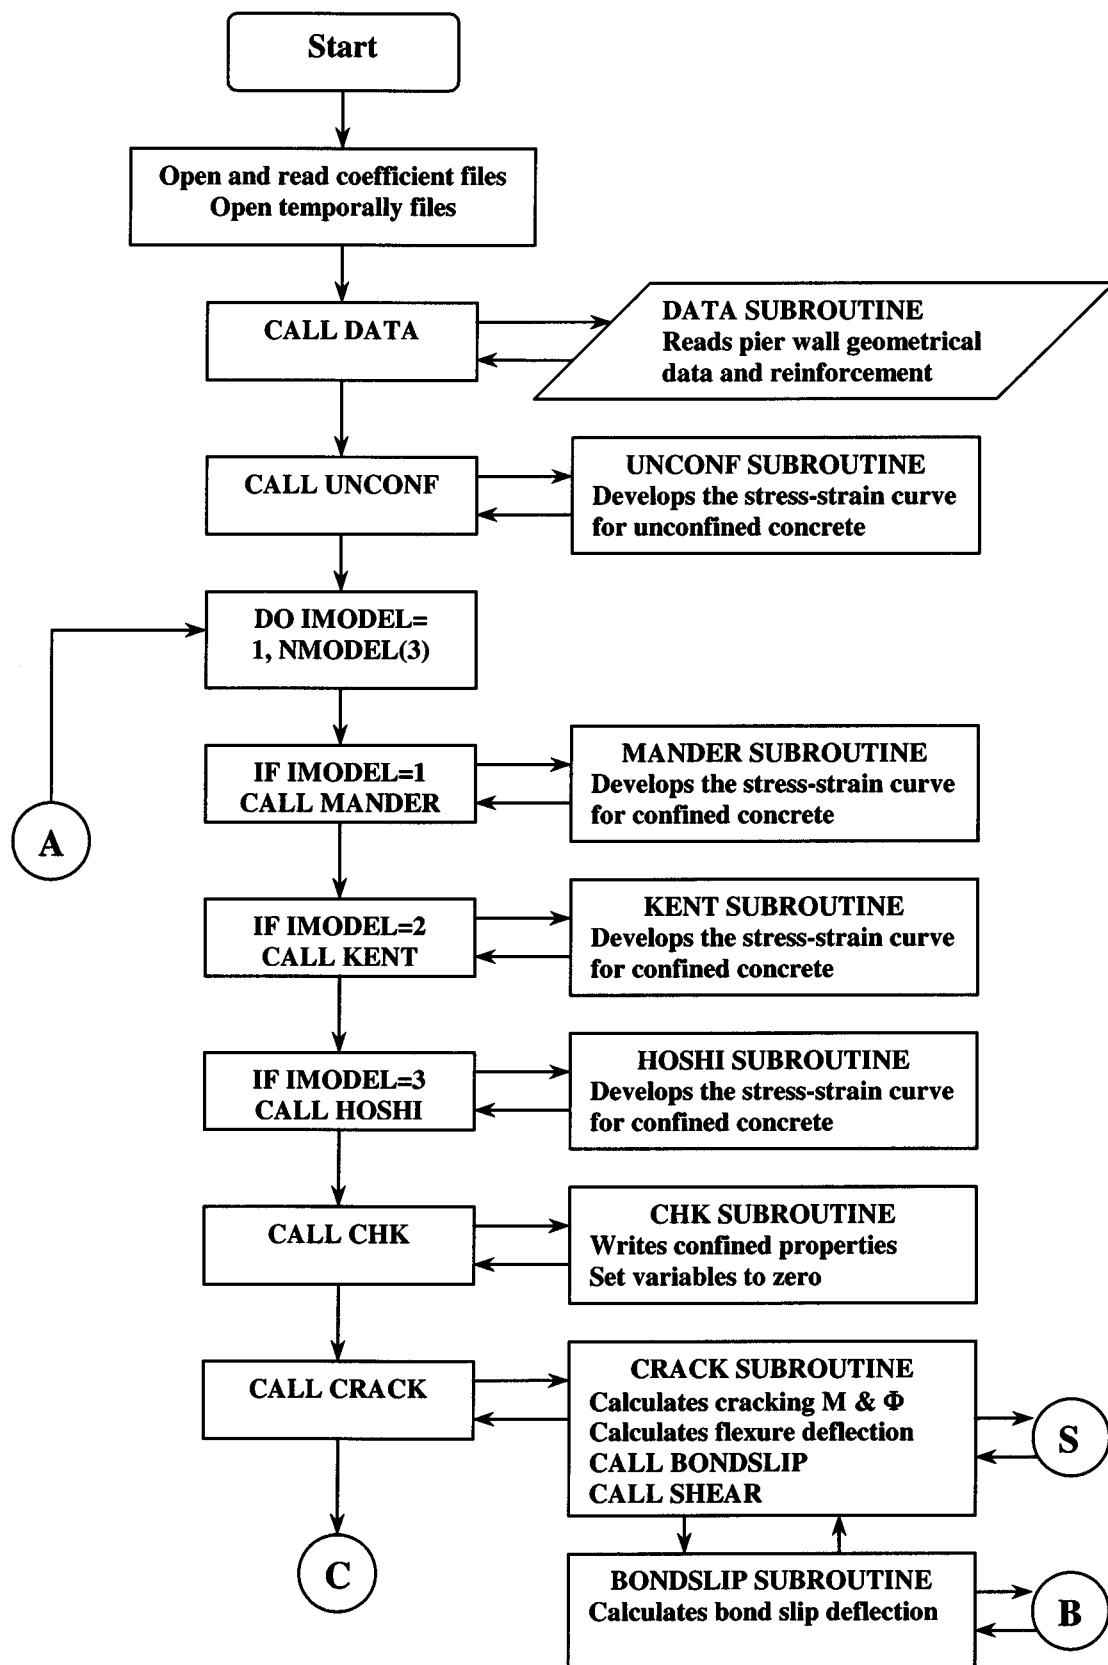 Start
Open and read coefficient files
Open temporally files
CALL DATA
DATA SUBROUTINE
Reads pier wall geometrical
data and reinforcement
CALL UNCONF
UNCONF SUBROUTINE
Develops the stress-strain curve
for unconfined concrete
DO IMODEL=
1, NMODEL(3)
A
IF IMODEL=1
CALL MANDER
MANDER SUBROUTINE
Develops the stress-strain curve
for confined concrete
IF IMODEL=2
CALL KENT
KENT SUBROUTINE
Develops the stress-strain curve
for confined concrete
IF IMODEL=3
CALL HOSHI
HOSHI SUBROUTINE
Develops the stress-strain curve
for confined concrete
CALL CHK
CHK SUBROUTINE
Writes confined properties
Set variables to zero
CALL CRACK
CRACK SUBROUTINE
Calculates cracking M & Φ
Calculates flexure deflection
CALL BONDSLIP
CALL SHEAR
S
C
BONDSLIP SUBROUTINE
Calculates bond slip deflection
B